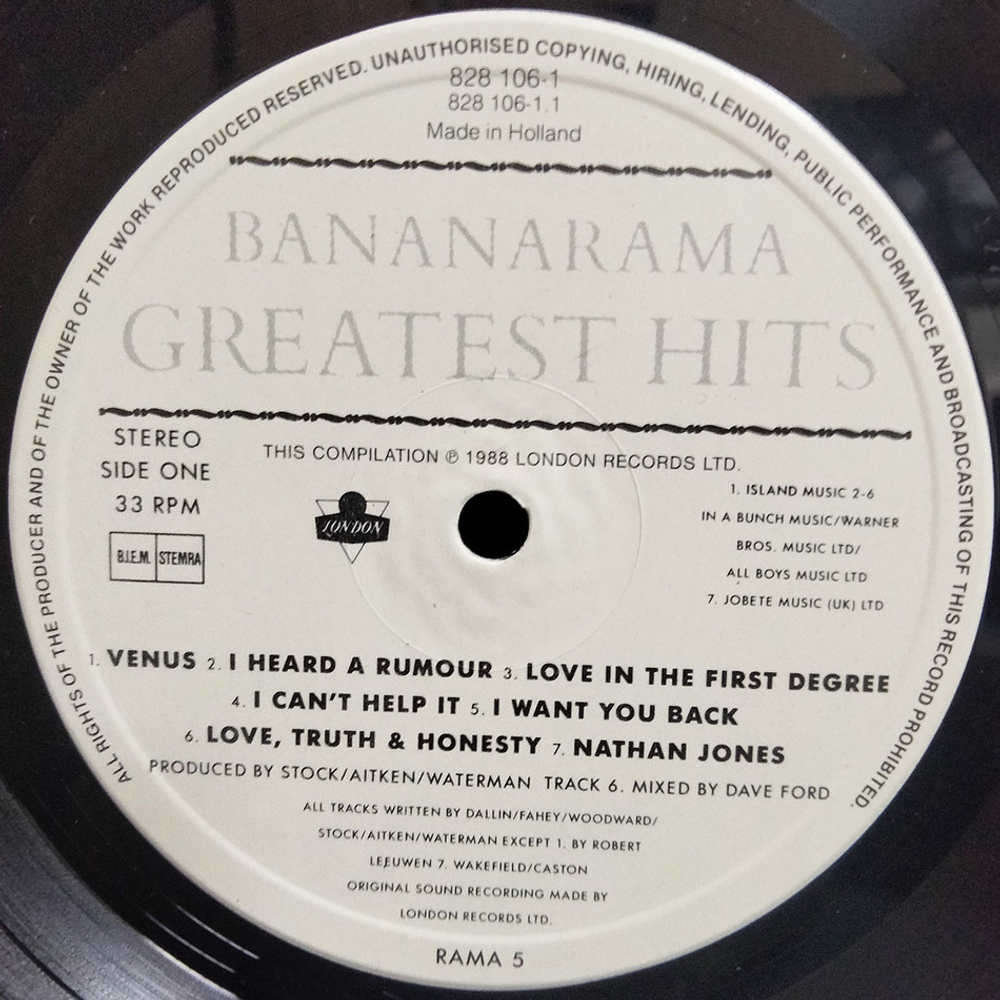 ALL RIGHTS OF THE PRODUCER AND OF THE OWNER OF THE WORK REPRODUCED RESERVED. UNAUTHORISED COPYING, HIRING, LENDING, PUBLIC PERFORMANCE AND BROADCASTING OF THIS RECORD PROHIBITED.
828 106-1
828 106-1.1
Made in Holland
BANANARAMA
GREATEST HITS
STEREO
SIDE ONE
33 RPM
B.I.E.M. STEMRA
THIS COMPILATION ℗ 1988 LONDON RECORDS LTD.
LONDON
1. ISLAND MUSIC 2-6
IN A BUNCH MUSIC/WARNER
BROS. MUSIC LTD/
ALL BOYS MUSIC LTD
7. JOBETE MUSIC (UK) LTD
1. VENUS 2. I HEARD A RUMOUR 3. LOVE IN THE FIRST DEGREE
4. I CAN'T HELP IT 5. I WANT YOU BACK
6. LOVE, TRUTH & HONESTY 7. NATHAN JONES
PRODUCED BY STOCK/AITKEN/WATERMAN TRACK 6. MIXED BY DAVE FORD
ALL TRACKS WRITTEN BY DALLIN/FAHEY/WOODWARD/
STOCK/AITKEN/WATERMAN EXCEPT 1. BY ROBERT
LEEUWEN 7. WAKEFIELD/CASTON
ORIGINAL SOUND RECORDING MADE BY
LONDON RECORDS LTD.
RAMA 5